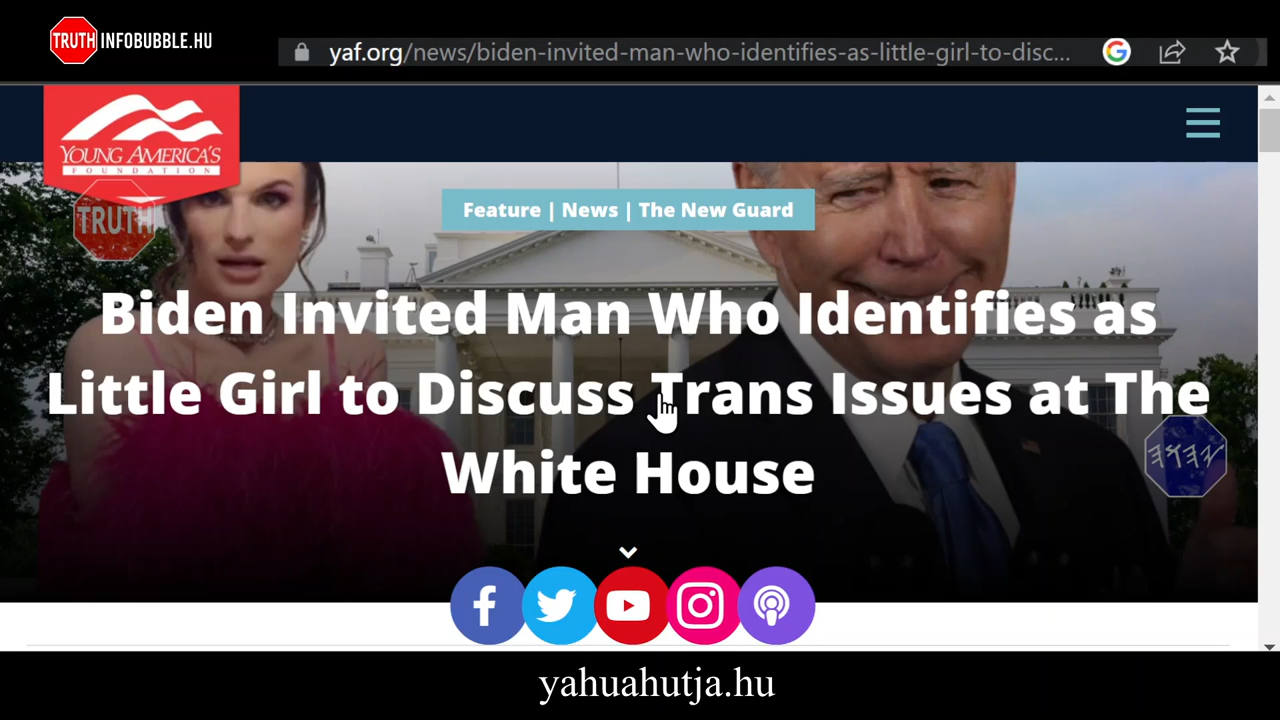 TRUTH INFOBUBBLE.HU
yaf.org/news/biden-invited-man-who-identifies-as-little-girl-to-disc...
YOUNG AMERICA'S
FOUNDATION
TRUTH
Feature | News | The New Guard
Biden Invited Man Who Identifies as
Little Girl to Discuss Trans Issues at The
White House
𐤉𐤄𐤅𐤄
yahuahutja.hu